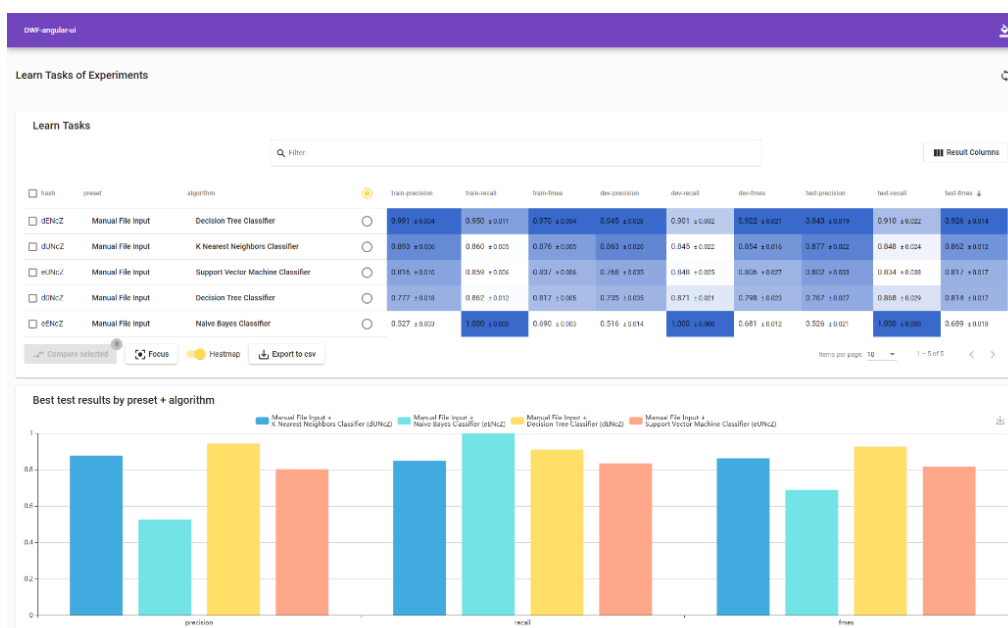 DWF-angular-ui
Learn Tasks of Experiments
Learn Tasks
Filter
Result Columns
hash preset algorithm train-precision train-recall train-fmes dev-precision dev-recall dev-fmes test-precision test-recall test-fmes
dENcZ Manual File Input Decision Tree Classifier 0.991 ±0.004 0.950 ±0.011 0.970 ±0.004 0.945 ±0.028 0.901 ±0.032 0.922 ±0.021 0.943 ±0.019 0.910 ±0.022 0.926 ±0.014
dUNcZ Manual File Input K Nearest Neighbors Classifier 0.893 ±0.006 0.860 ±0.005 0.876 ±0.005 0.863 ±0.020 0.845 ±0.022 0.854 ±0.016 0.877 ±0.022 0.848 ±0.024 0.862 ±0.012
eUNcZ Manual File Input Support Vector Machine Classifier 0.816 ±0.010 0.859 ±0.006 0.837 ±0.006 0.768 ±0.035 0.848 ±0.025 0.806 ±0.027 0.802 ±0.033 0.834 ±0.038 0.817 ±0.017
d0NcZ Manual File Input Decision Tree Classifier 0.777 ±0.018 0.862 ±0.012 0.817 ±0.005 0.735 ±0.035 0.871 ±0.021 0.798 ±0.023 0.767 ±0.027 0.868 ±0.029 0.814 ±0.017
eENcZ Manual File Input Naive Bayes Classifier 0.527 ±0.003 1.000 ±0.000 0.690 ±0.003 0.516 ±0.014 1.000 ±0.000 0.681 ±0.012 0.526 ±0.021 1.000 ±0.000 0.689 ±0.018
Compare selected 0 Focus Heatmap Export to csv Items per page: 10 1 – 5 of 5
Best test results by preset + algorithm
Manual File Input + Manual File Input + Manual File Input + Manual File Input +
K Nearest Neighbors Classifier (dUNcZ) Naive Bayes Classifier (eENcZ) Decision Tree Classifier (dENcZ) Support Vector Machine Classifier (eUNcZ)
1
0.8
0.6
0.4
0.2
0
precision recall fmes